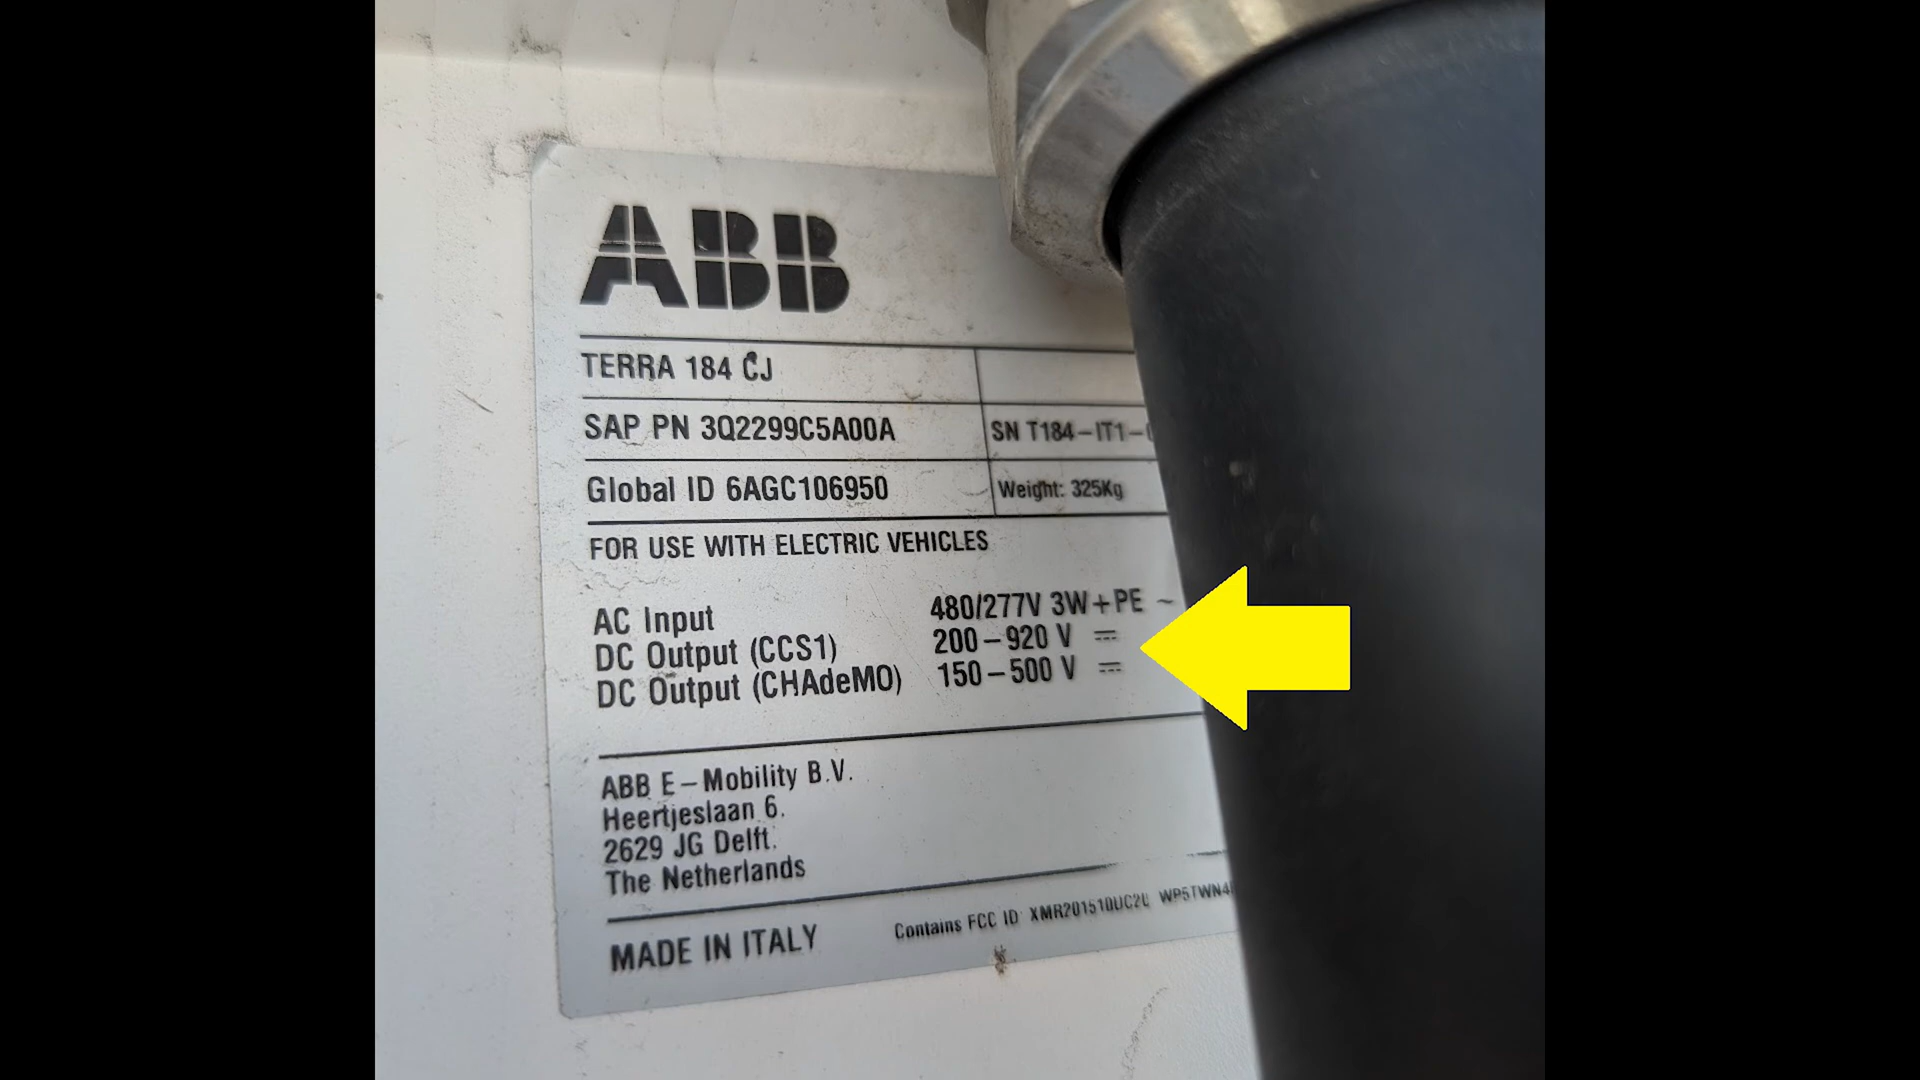 ABB
TERRA 184 CJ
SAP PN 3Q2299C5A00A
SN T184-IT1-
Global ID 6AGC106950
Weight: 325Kg
FOR USE WITH ELECTRIC VEHICLES
AC Input 480/277V 3W+PE ~
DC Output (CCS1) 200-920 V ⎓
DC Output (CHAdeMO) 150-500 V ⎓
ABB E-Mobility B.V.
Heertjeslaan 6.
2629 JG Delft.
The Netherlands
MADE IN ITALY
Contains FCC ID